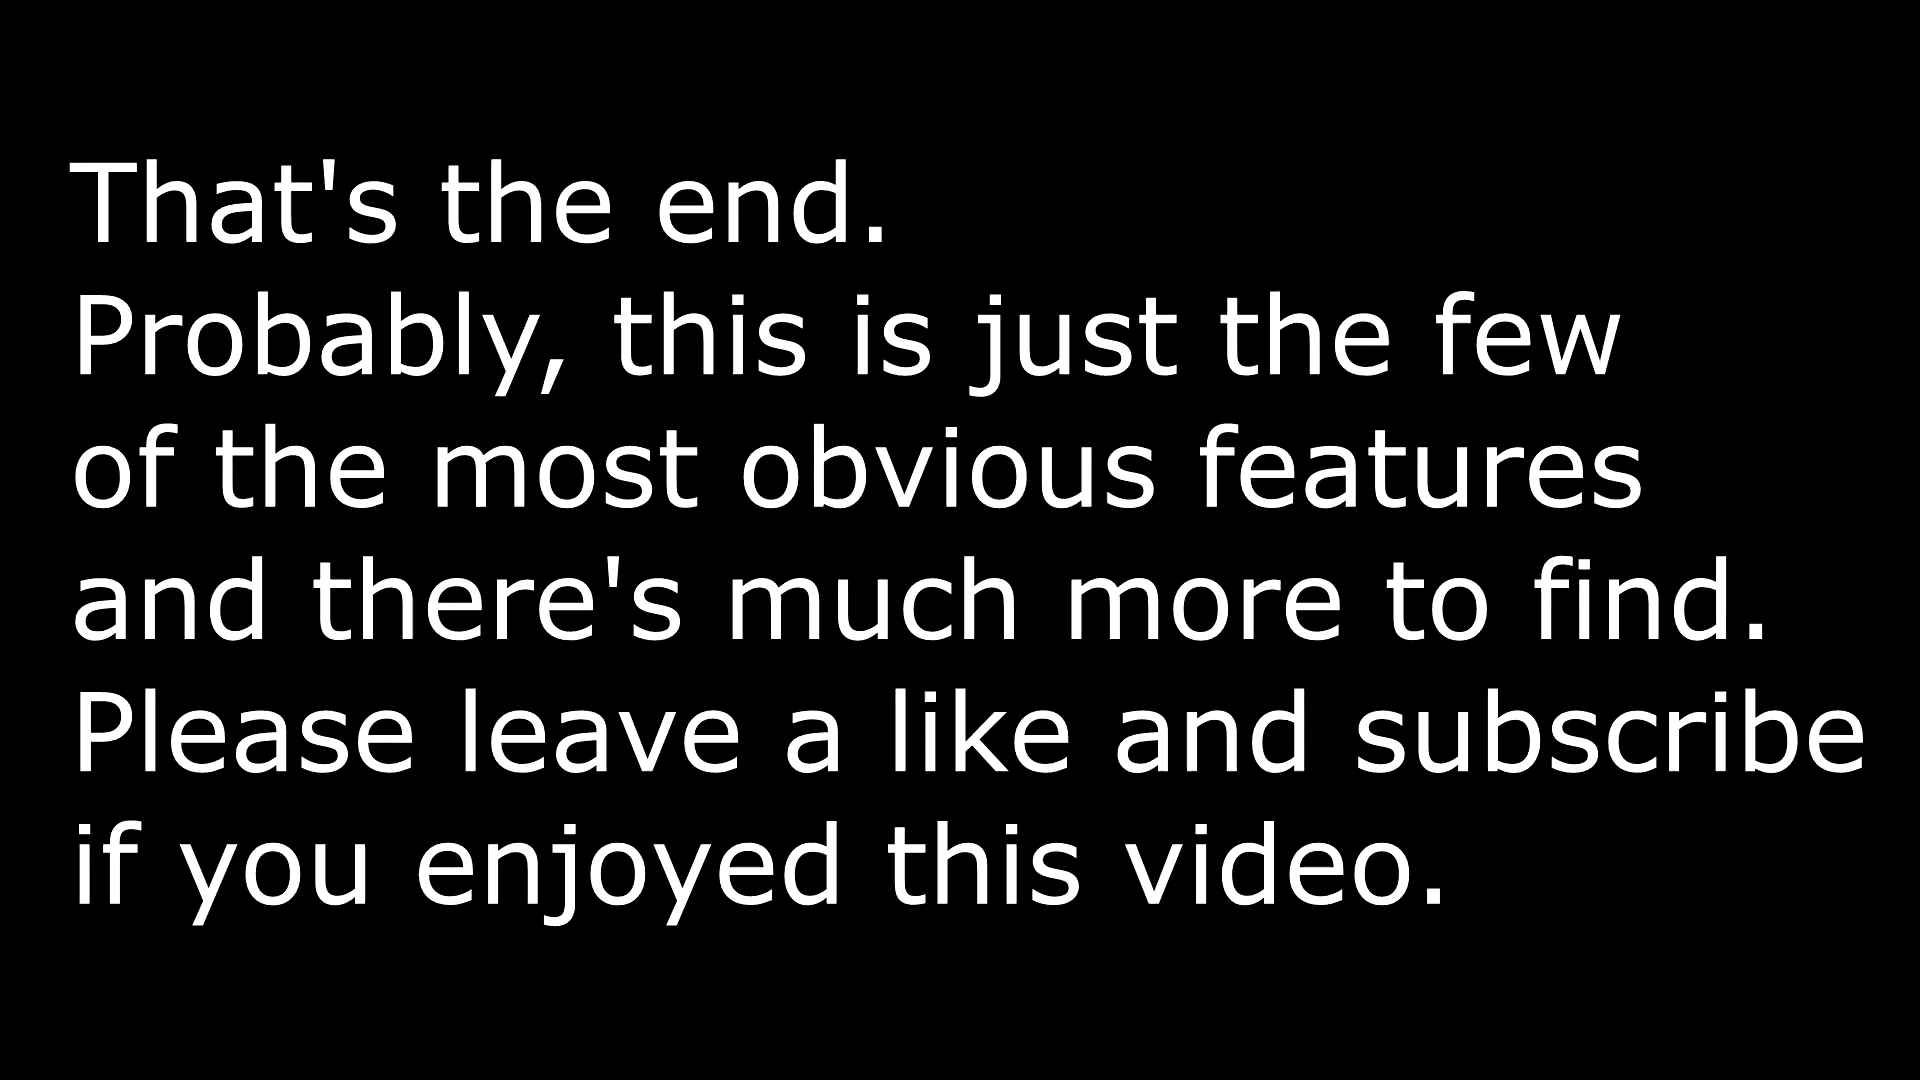 That's the end.
Probably, this is just the few
of the most obvious features
and there's much more to find.
Please leave a like and subscribe
if you enjoyed this video.